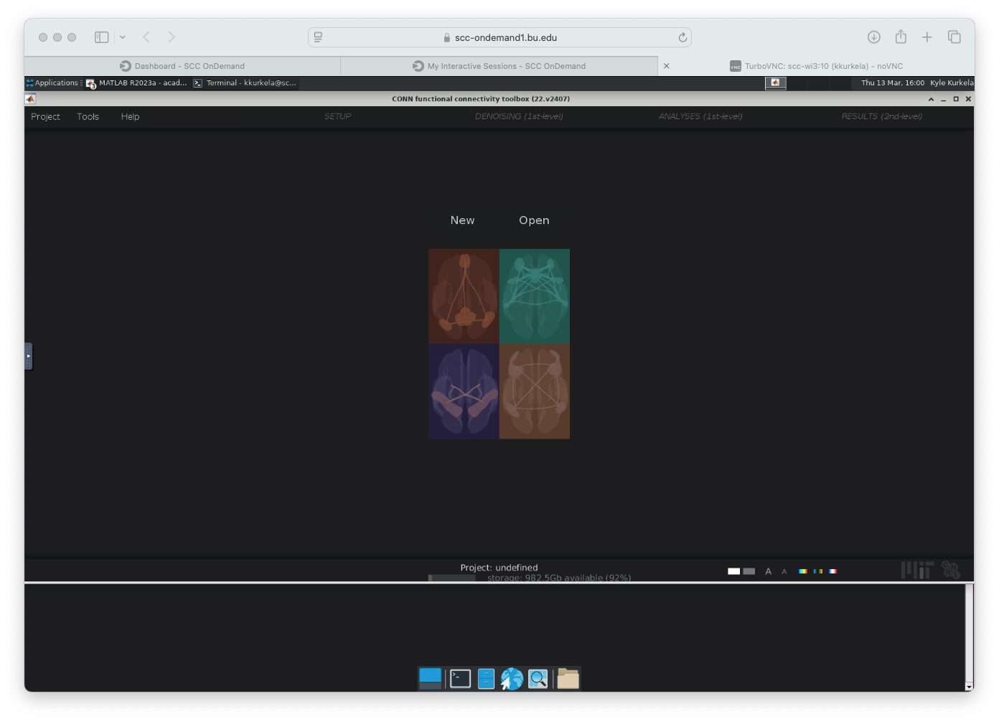 scc-ondemand1.bu.edu
Dashboard – SCC OnDemand
My Interactive Sessions – SCC OnDemand
VNC TurboVNC: scc-wi3:10 (kkurkela) – noVNC
Applications
3 MATLAB R2023a - acad...
Terminal - kkurkela@sc...
Thu 13 Mar, 16:00 Kyle Kurkela
CONN functional connectivity toolbox (22.v2407)
Project Tools Help SETUP DENOISING (1st-level) ANALYSES (1st-level) RESULTS (2nd-level)
New Open
Project: undefined
storage: 982.5Gb available (92%)
A A
MIT